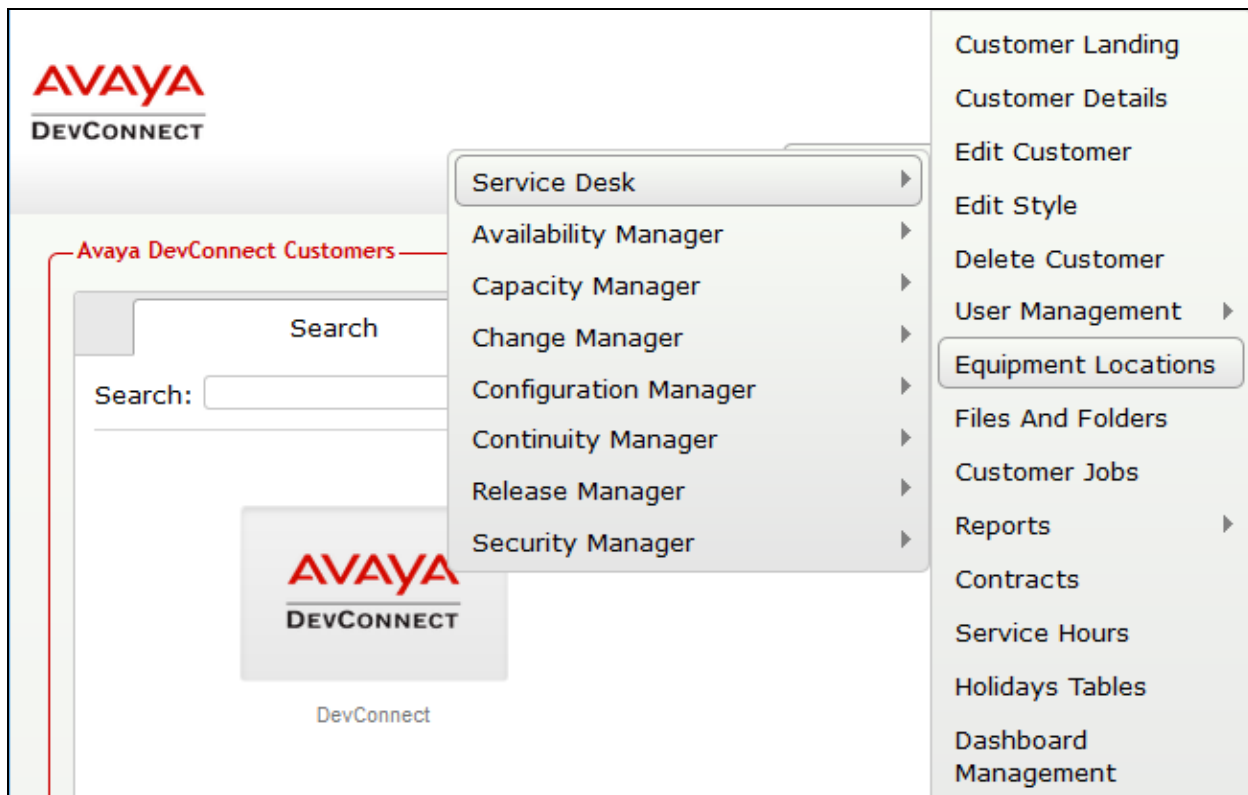 AVAYA
DEVCONNECT
Avaya DevConnect Customers
Search
Search:
AVAYA
DEVCONNECT
DevConnect
Service Desk
Availability Manager
Capacity Manager
Change Manager
Configuration Manager
Continuity Manager
Release Manager
Security Manager
Customer Landing
Customer Details
Edit Customer
Edit Style
Delete Customer
User Management
Equipment Locations
Files And Folders
Customer Jobs
Reports
Contracts
Service Hours
Holidays Tables
Dashboard
Management